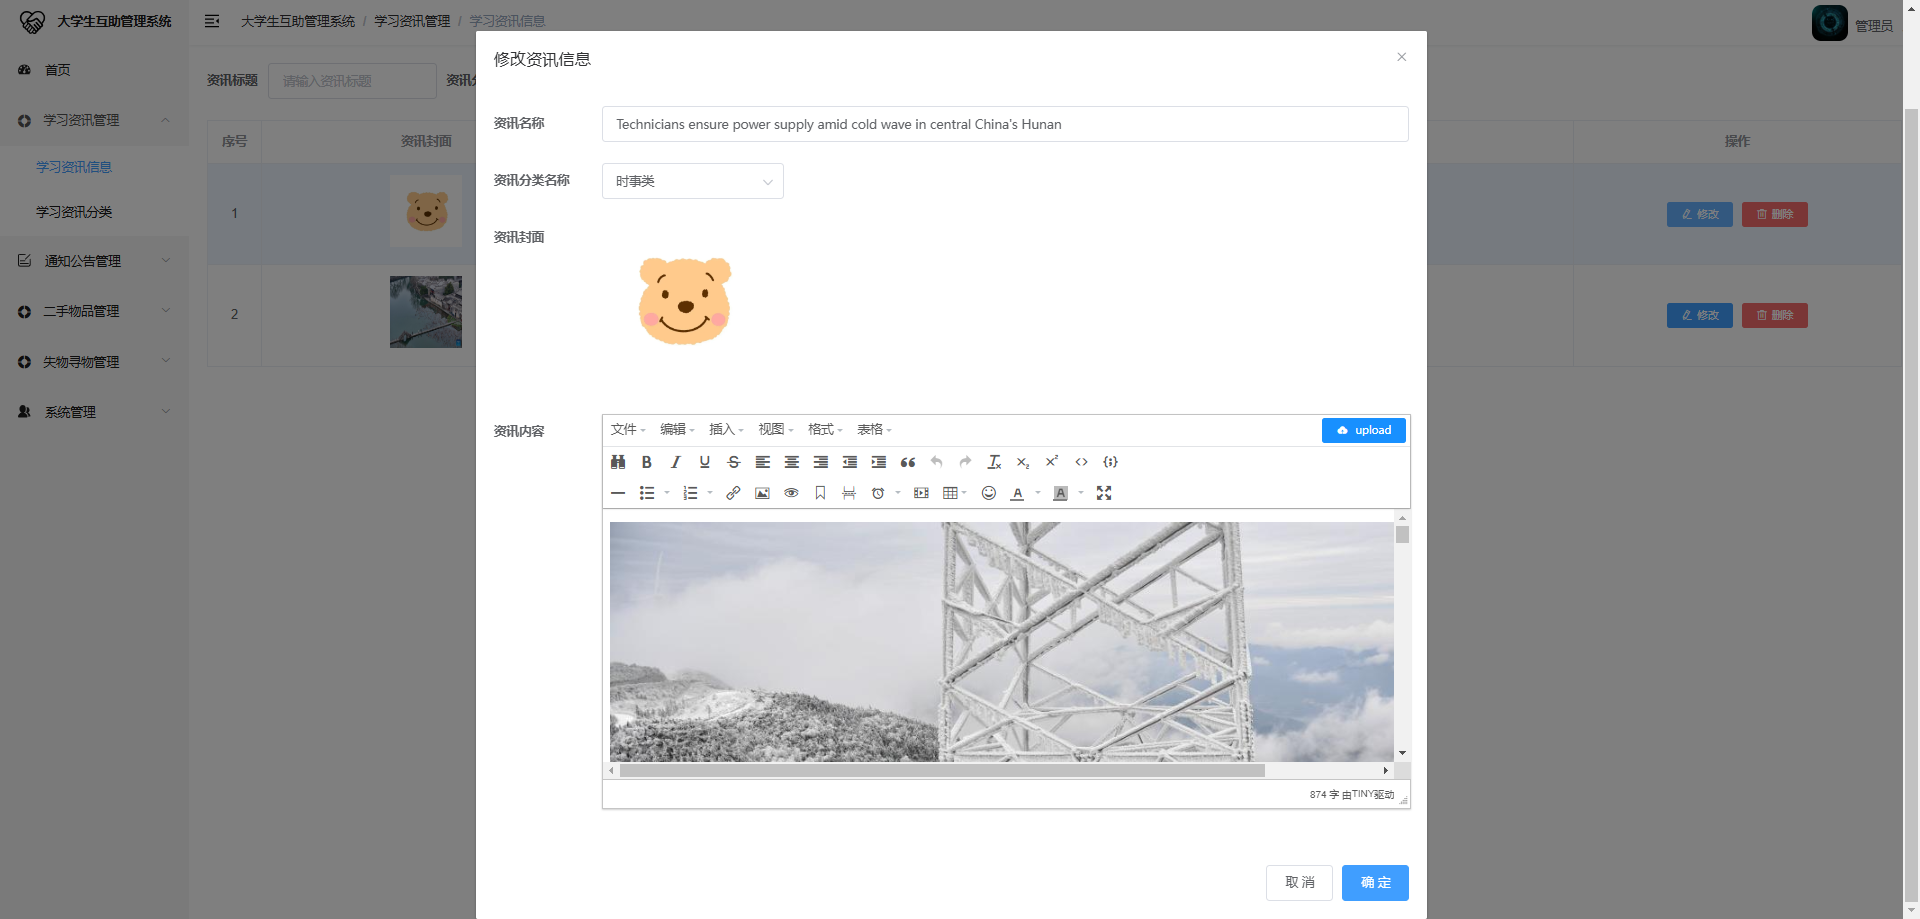 大学生互助管理系统
大学生互助管理系统 / 学习资讯管理 / 学习资讯信息
管理员
首页
学习资讯管理
学习资讯信息
学习资讯分类
通知公告管理
二手物品管理
失物寻物管理
系统管理
资讯标题 请输入资讯标题
序号 资讯封面 操作
1 修改 删除
2 修改 删除
修改资讯信息
资讯名称 Technicians ensure power supply amid cold wave in central China's Hunan
资讯分类名称 时事类
资讯封面
资讯内容
文件 编辑 插入 视图 格式 表格 upload
874 字 由TINY驱动
取消 确定